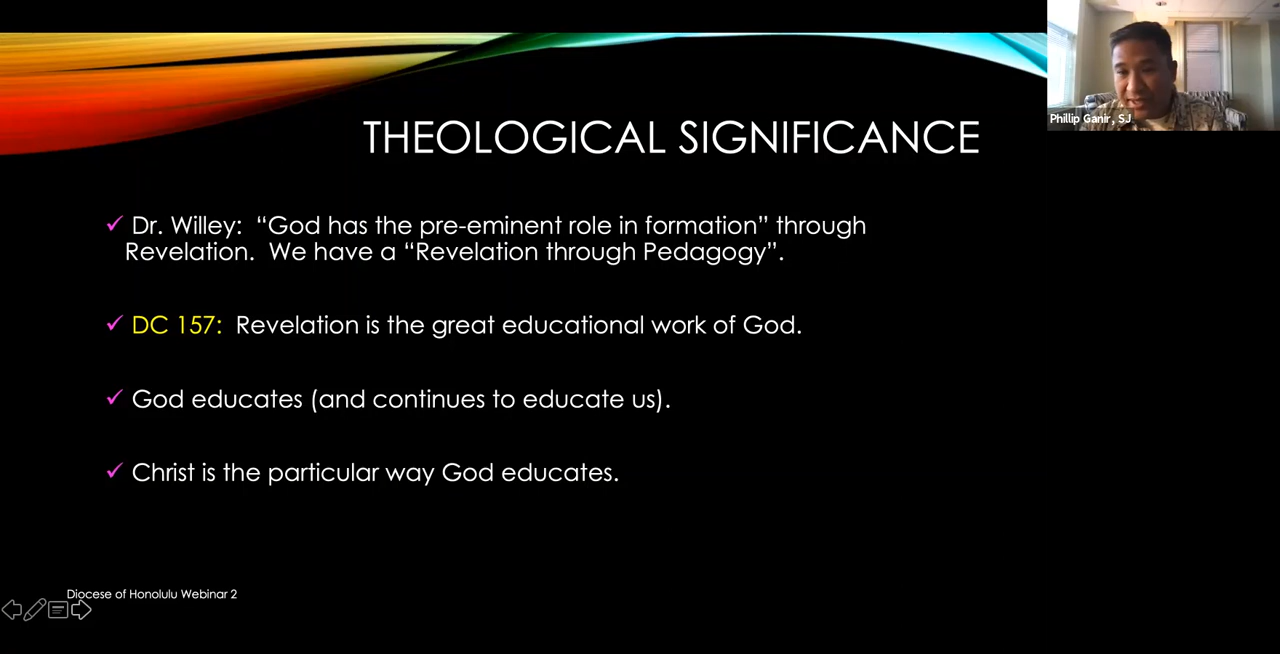 Phillip Ganir, SJ
THEOLOGICAL SIGNIFICANCE
✓ Dr. Willey: “God has the pre-eminent role in formation” through
Revelation. We have a “Revelation through Pedagogy”.
✓ DC 157: Revelation is the great educational work of God.
✓ God educates (and continues to educate us).
✓ Christ is the particular way God educates.
Diocese of Honolulu Webinar 2